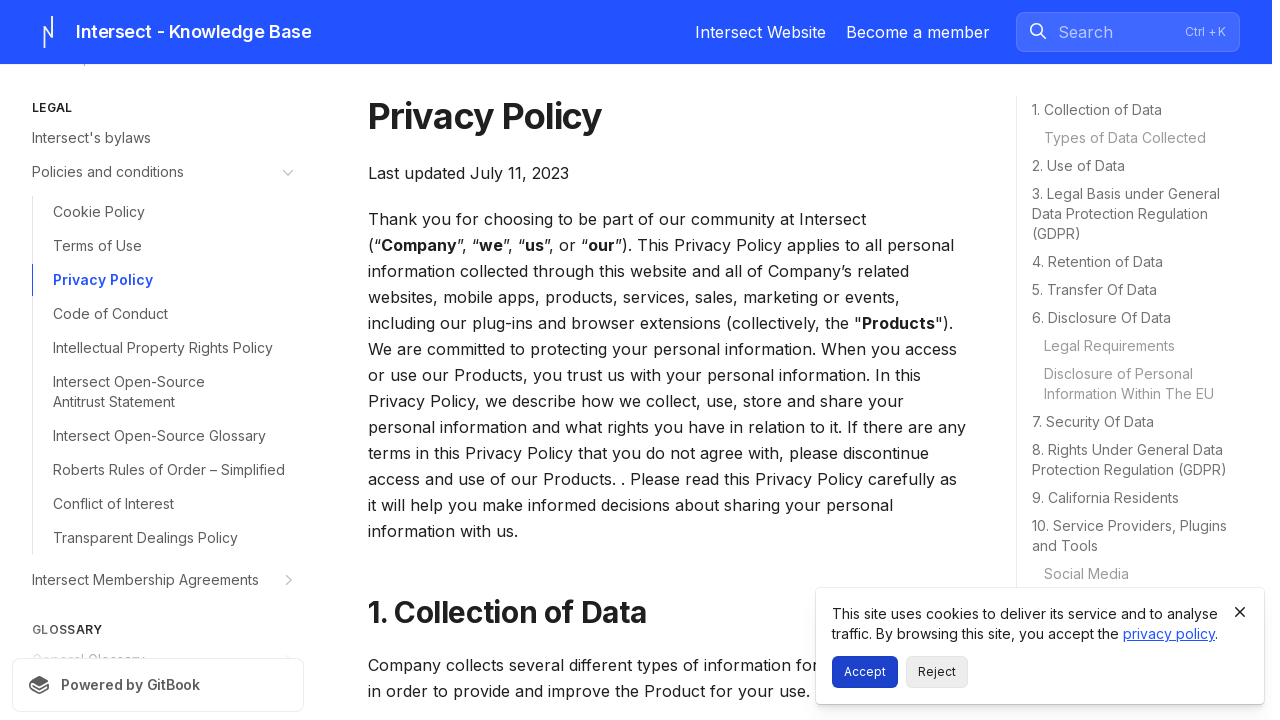 Intersect - Knowledge Base
Intersect Website
Become a member
Search
Ctrl + K
LEGAL
Intersect's bylaws
Policies and conditions
Cookie Policy
Terms of Use
Privacy Policy
Code of Conduct
Intellectual Property Rights Policy
Intersect Open-Source
Antitrust Statement
Intersect Open-Source Glossary
Roberts Rules of Order – Simplified
Conflict of Interest
Transparent Dealings Policy
Intersect Membership Agreements
GLOSSARY
General Glossary
Powered by GitBook
Privacy Policy
Last updated July 11, 2023
Thank you for choosing to be part of our community at Intersect
(“Company”, “we”, “us”, or “our”). This Privacy Policy applies to all personal
information collected through this website and all of Company’s related
websites, mobile apps, products, services, sales, marketing or events,
including our plug-ins and browser extensions (collectively, the "Products").
We are committed to protecting your personal information. When you access
or use our Products, you trust us with your personal information. In this
Privacy Policy, we describe how we collect, use, store and share your
personal information and what rights you have in relation to it. If there are any
terms in this Privacy Policy that you do not agree with, please discontinue
access and use of our Products. . Please read this Privacy Policy carefully as
it will help you make informed decisions about sharing your personal
information with us.
1. Collection of Data
Company collects several different types of information for
in order to provide and improve the Product for your use.
1. Collection of Data
Types of Data Collected
2. Use of Data
3. Legal Basis under General
Data Protection Regulation
(GDPR)
4. Retention of Data
5. Transfer Of Data
6. Disclosure Of Data
Legal Requirements
Disclosure of Personal
Information Within The EU
7. Security Of Data
8. Rights Under General Data
Protection Regulation (GDPR)
9. California Residents
10. Service Providers, Plugins
and Tools
Social Media
This site uses cookies to deliver its service and to analyse
traffic. By browsing this site, you accept the privacy policy.
Accept
Reject